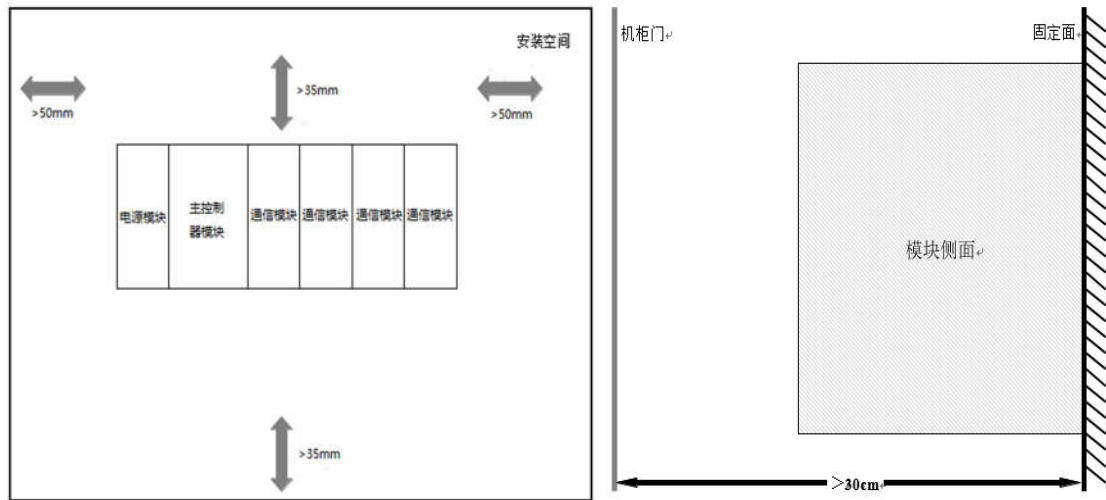 安装空间
>35mm
>50mm
>50mm
电源模块
主控制
器模块
通信模块
通信模块
通信模块
通信模块
>35mm
机柜门
固定面
模块侧面
>30cm